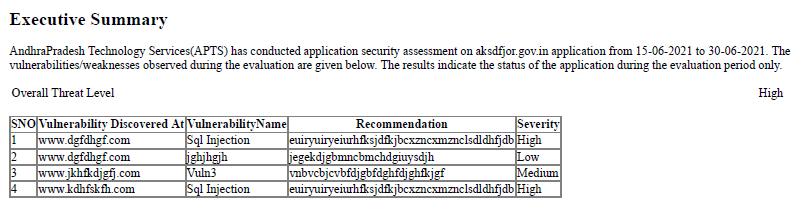 Executive Summary
AndhraPradesh Technology Services(APTS) has conducted application security assessment on aksdfjor.gov.in application from 15-06-2021 to 30-06-2021. The
vulnerabilities/weaknesses observed during the evaluation are given below. The results indicate the status of the application during the evaluation period only.
Overall Threat Level High
SNO Vulnerability Discovered At VulnerabilityName Recommendation Severity
1 www.dgfdhgf.com Sql Injection euiryuiryeiurhfksjdfkjbcxzncxmznclsdldhfjdb High
2 www.dgfdhgf.com jghjhgjh jegekdjgbmncbmchdgiuysdjh Low
3 www.jkhfkdjgfj.com Vuln3 vnbvcbjcvbfdjgbfdghfdjghfkjgf Medium
4 www.kdhfskfh.com Sql Injection euiryuiryeiurhfksjdfkjbcxzncxmznclsdldhfjdb High